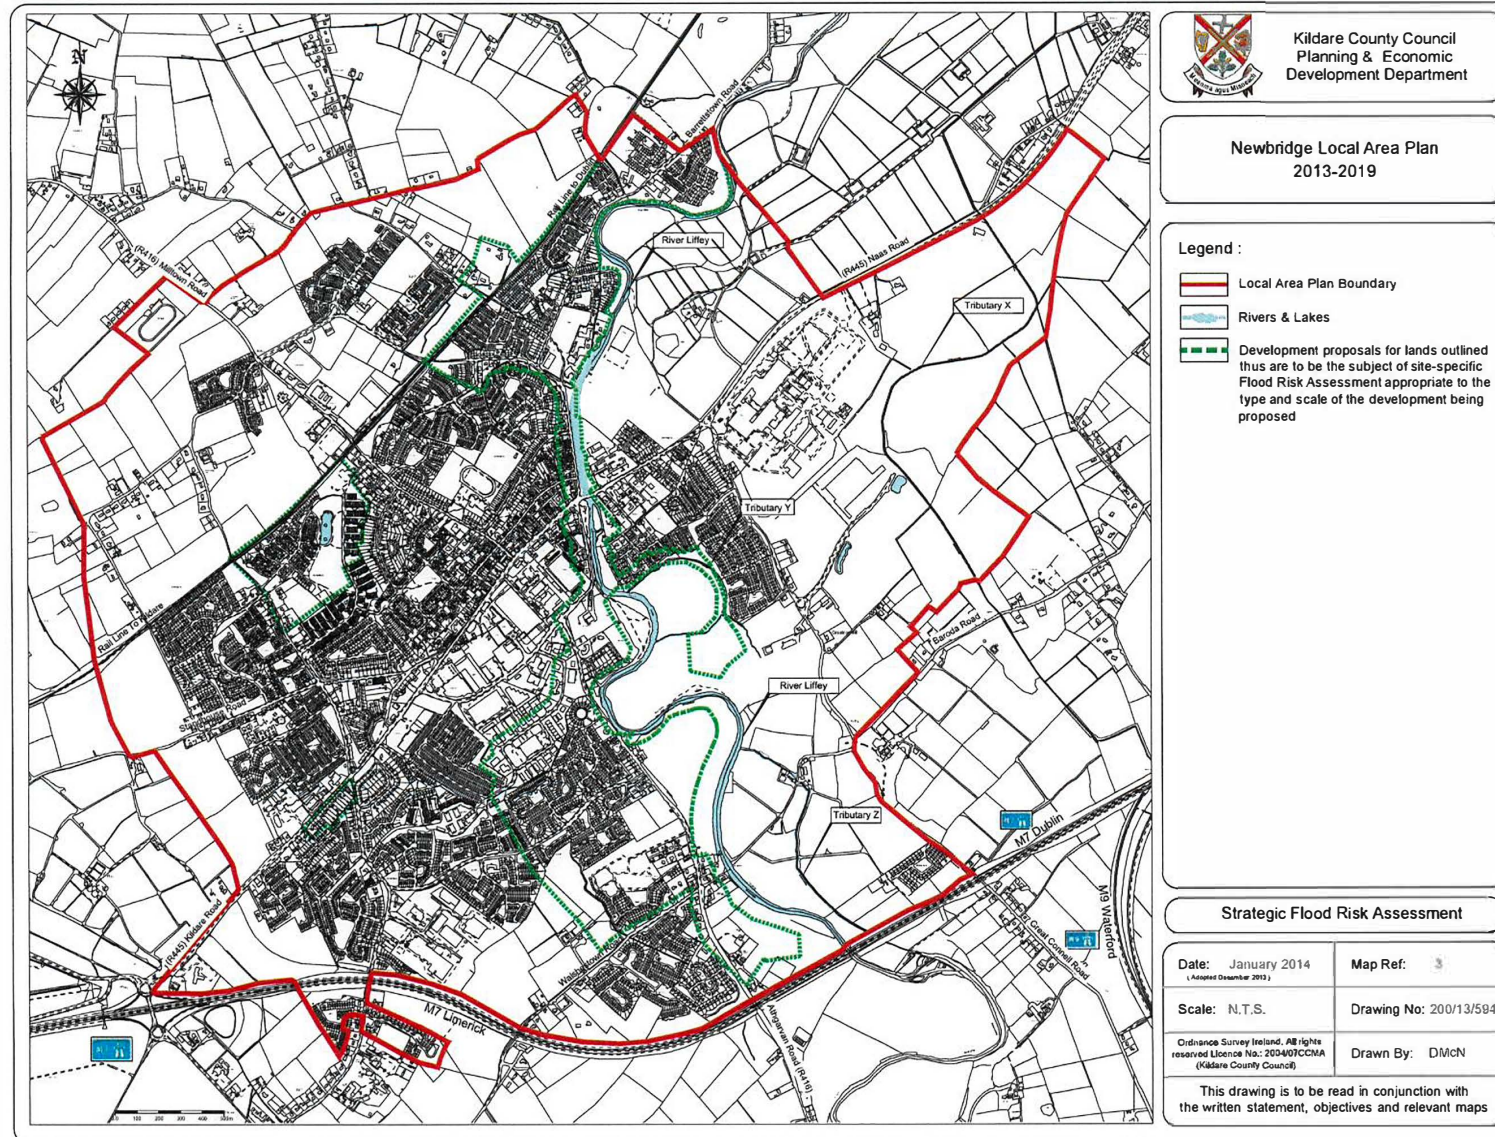 Kildare County Council
Planning & Economic
Development Department
Newbridge Local Area Plan
2013-2019
Legend :
Local Area Plan Boundary
Rivers & Lakes
Development proposals for lands outlined
thus are to be the subject of site-specific
Flood Risk Assessment appropriate to the
type and scale of the development being
proposed
Strategic Flood Risk Assessment
Date: January 2014
( Adopted December 2013 )
Map Ref: 3
Scale: N.T.S.
Drawing No: 200/13/594
Ordnance Survey Ireland. All rights
reserved Licence No.: 2004/07CCMA
(Kildare County Council)
Drawn By: DMcN
This drawing is to be read in conjunction with
the written statement, objectives and relevant maps
N
Barrettstown Road
Rail Line to Dublin
River Liffey
(R445) Naas Road
(R416) Milltown Road
Tributary X
Tributary Y
Rail Line To Kildare
Baroda Road
River Liffey
Tributary Z
M7 Dublin
M9 Waterford
(R445) Kildare Road
Great Connell Road
M7 Limerick
Athgarvan Road (R416)
100 200 300 400 500m